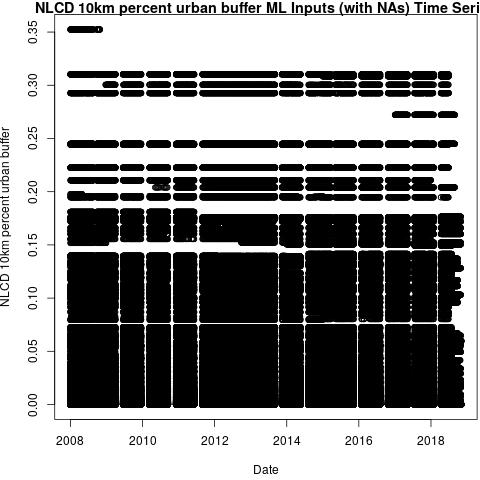 NLCD 10km percent urban buffer ML Inputs (with NAs) Time Seri
NLCD 10km percent urban buffer
0.35
0.30
0.25
0.20
0.15
0.10
0.05
0.00
2008 2010 2012 2014 2016 2018
Date